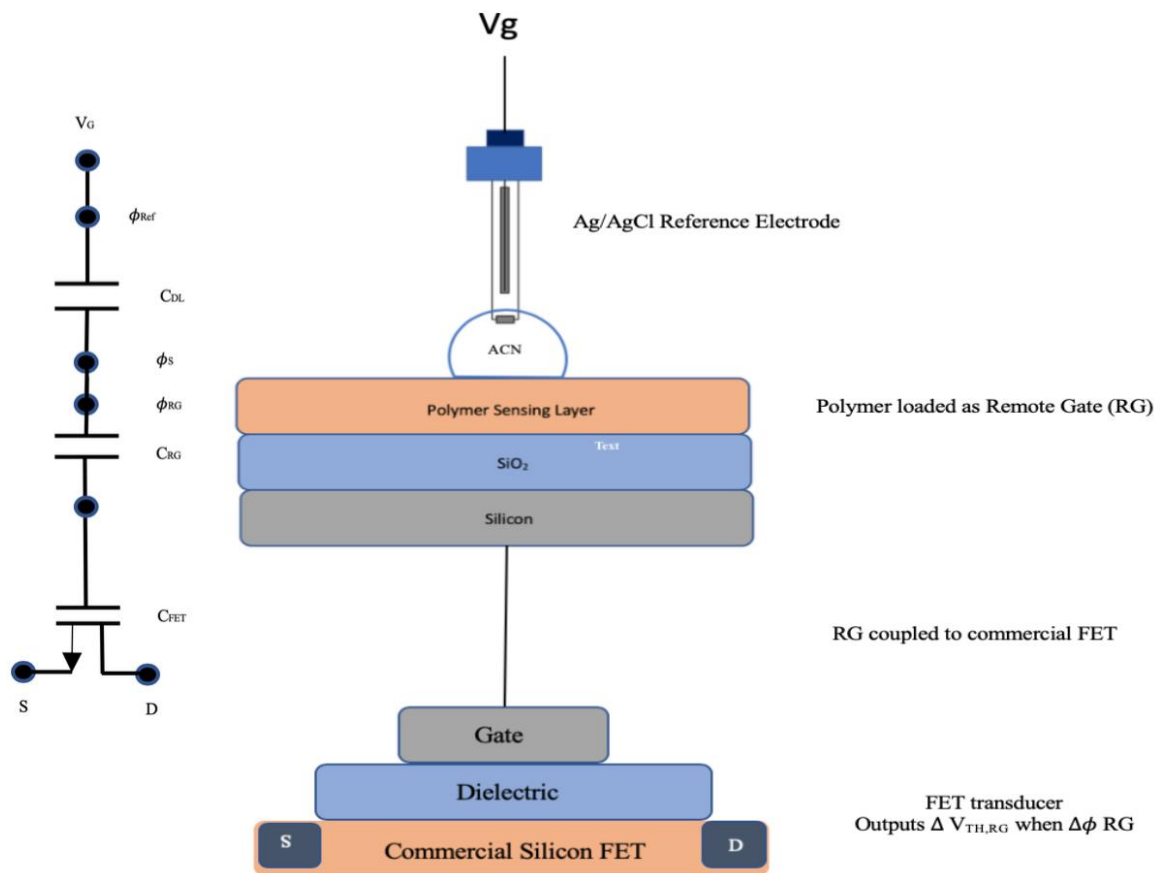 Vg
VG
ϕRef
Ag/AgCl Reference Electrode
CDL
ACN
ϕS
ϕRG
Polymer Sensing Layer
Polymer loaded as Remote Gate (RG)
CRG
Text
SiO₂
Silicon
CFET
RG coupled to commercial FET
S
D
Gate
Dielectric
FET transducer
Outputs Δ VTH,RG when Δϕ RG
S
D
Commercial Silicon FET